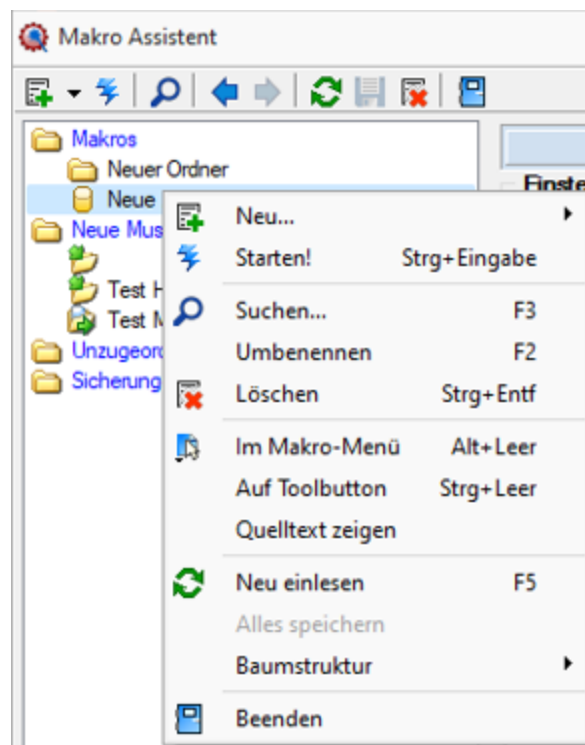 Makro Assistent
Makros
Neuer Ordner
Neue
Neue Mus
Test H
Test M
Unzugeord
Sicherung
Einste
Neu...
Starten! Strg+Eingabe
Suchen... F3
Umbenennen F2
Löschen Strg+Entf
Im Makro-Menü Alt+Leer
Auf Toolbutton Strg+Leer
Quelltext zeigen
Neu einlesen F5
Alles speichern
Baumstruktur
Beenden